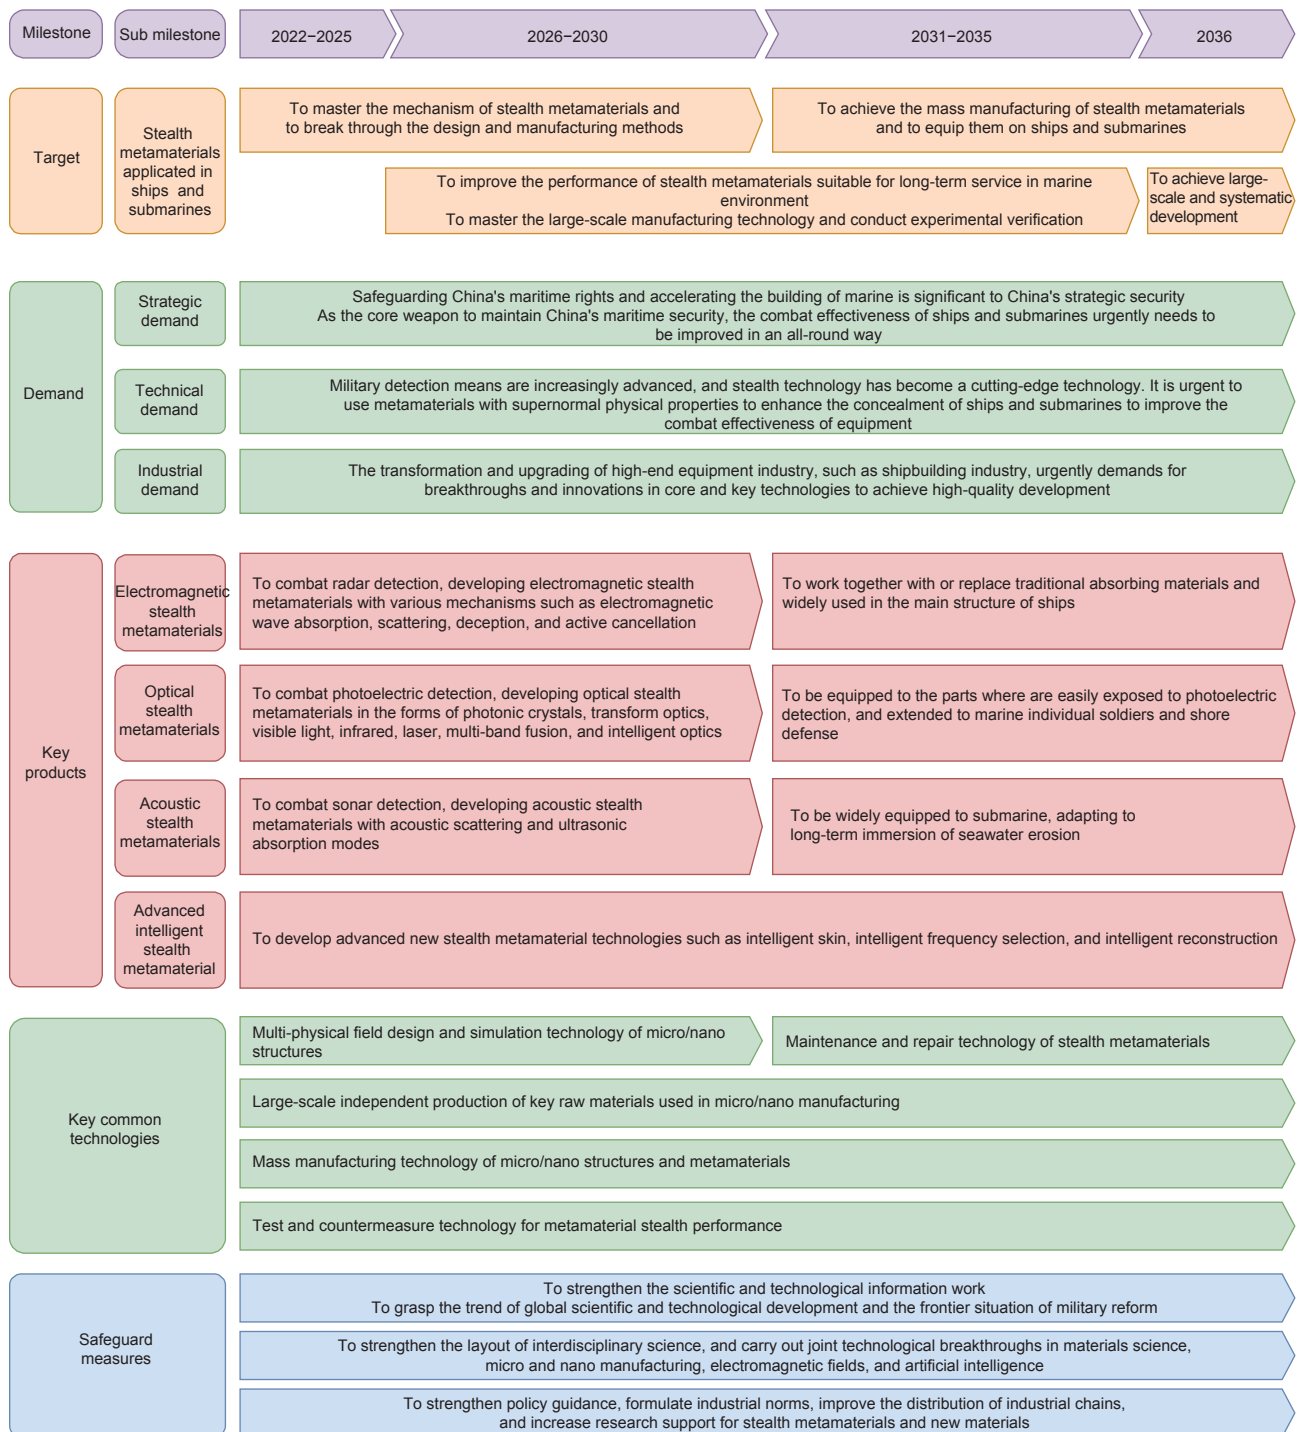 Milestone
Sub milestone
2022−2025
2026−2030
2031−2035
2036
Target
Stealth
metamaterials
applicated in
ships and
submarines
To master the mechanism of stealth metamaterials and
to break through the design and manufacturing methods
To achieve the mass manufacturing of stealth metamaterials
and to equip them on ships and submarines
To improve the performance of stealth metamaterials suitable for long-term service in marine
environment
To master the large-scale manufacturing technology and conduct experimental verification
To achieve large-
scale and systematic
development
Demand
Strategic
demand
Safeguarding China's maritime rights and accelerating the building of marine is significant to China's strategic security
As the core weapon to maintain China's maritime security, the combat effectiveness of ships and submarines urgently needs to
be improved in an all-round way
Technical
demand
Military detection means are increasingly advanced, and stealth technology has become a cutting-edge technology. It is urgent to
use metamaterials with supernormal physical properties to enhance the concealment of ships and submarines to improve the
combat effectiveness of equipment
Industrial
demand
The transformation and upgrading of high-end equipment industry, such as shipbuilding industry, urgently demands for
breakthroughs and innovations in core and key technologies to achieve high-quality development
Key
products
Electromagnetic
stealth
metamaterials
To combat radar detection, developing electromagnetic stealth
metamaterials with various mechanisms such as electromagnetic
wave absorption, scattering, deception, and active cancellation
To work together with or replace traditional absorbing materials and
widely used in the main structure of ships
Optical
stealth
metamaterials
To combat photoelectric detection, developing optical stealth
metamaterials in the forms of photonic crystals, transform optics,
visible light, infrared, laser, multi-band fusion, and intelligent optics
To be equipped to the parts where are easily exposed to photoelectric
detection, and extended to marine individual soldiers and shore
defense
Acoustic
stealth
metamaterials
To combat sonar detection, developing acoustic stealth
metamaterials with acoustic scattering and ultrasonic
absorption modes
To be widely equipped to submarine, adapting to
long-term immersion of seawater erosion
Advanced
intelligent
stealth
metamaterial
To develop advanced new stealth metamaterial technologies such as intelligent skin, intelligent frequency selection, and intelligent reconstruction
Key common
technologies
Multi-physical field design and simulation technology of micro/nano
structures
Maintenance and repair technology of stealth metamaterials
Large-scale independent production of key raw materials used in micro/nano manufacturing
Mass manufacturing technology of micro/nano structures and metamaterials
Test and countermeasure technology for metamaterial stealth performance
Safeguard
measures
To strengthen the scientific and technological information work
To grasp the trend of global scientific and technological development and the frontier situation of military reform
To strengthen the layout of interdisciplinary science, and carry out joint technological breakthroughs in materials science,
micro and nano manufacturing, electromagnetic fields, and artificial intelligence
To strengthen policy guidance, formulate industrial norms, improve the distribution of industrial chains,
and increase research support for stealth metamaterials and new materials